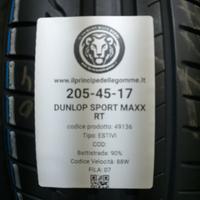 www.ilprincipedellegomme.it
205-45-17
DUNLOP SPORT MAXX
RT
codice prodotto: 49136
Tipo: ESTIVI
COD:
Battistrada: 90%
Codice Velocità: 88W
FILA: 07